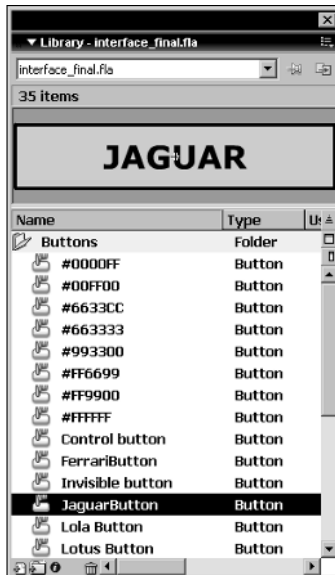 Library - interface_final.fla
interface_final.fla
35 items
JAGUAR
Name Type Us
Buttons Folder
#0000FF Button
#00FF00 Button
#6633CC Button
#663333 Button
#993300 Button
#FF6699 Button
#FF9900 Button
#FFFFFF Button
Control button Button
FerrariButton Button
Invisible button Button
JaguarButton Button
Lola Button Button
Lotus Button Button